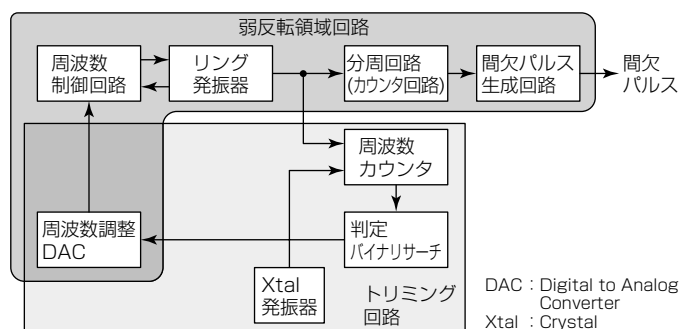 弱反転領域回路
周波数
制御回路
リング
発振器
分周回路
(カウンタ回路)
間欠パルス
生成回路
間欠
パルス
周波数
カウンタ
周波数調整
DAC
判定
バイナリサーチ
Xtal
発振器
トリミング
回路
DAC：Digital to Analog
Converter
Xtal ：Crystal